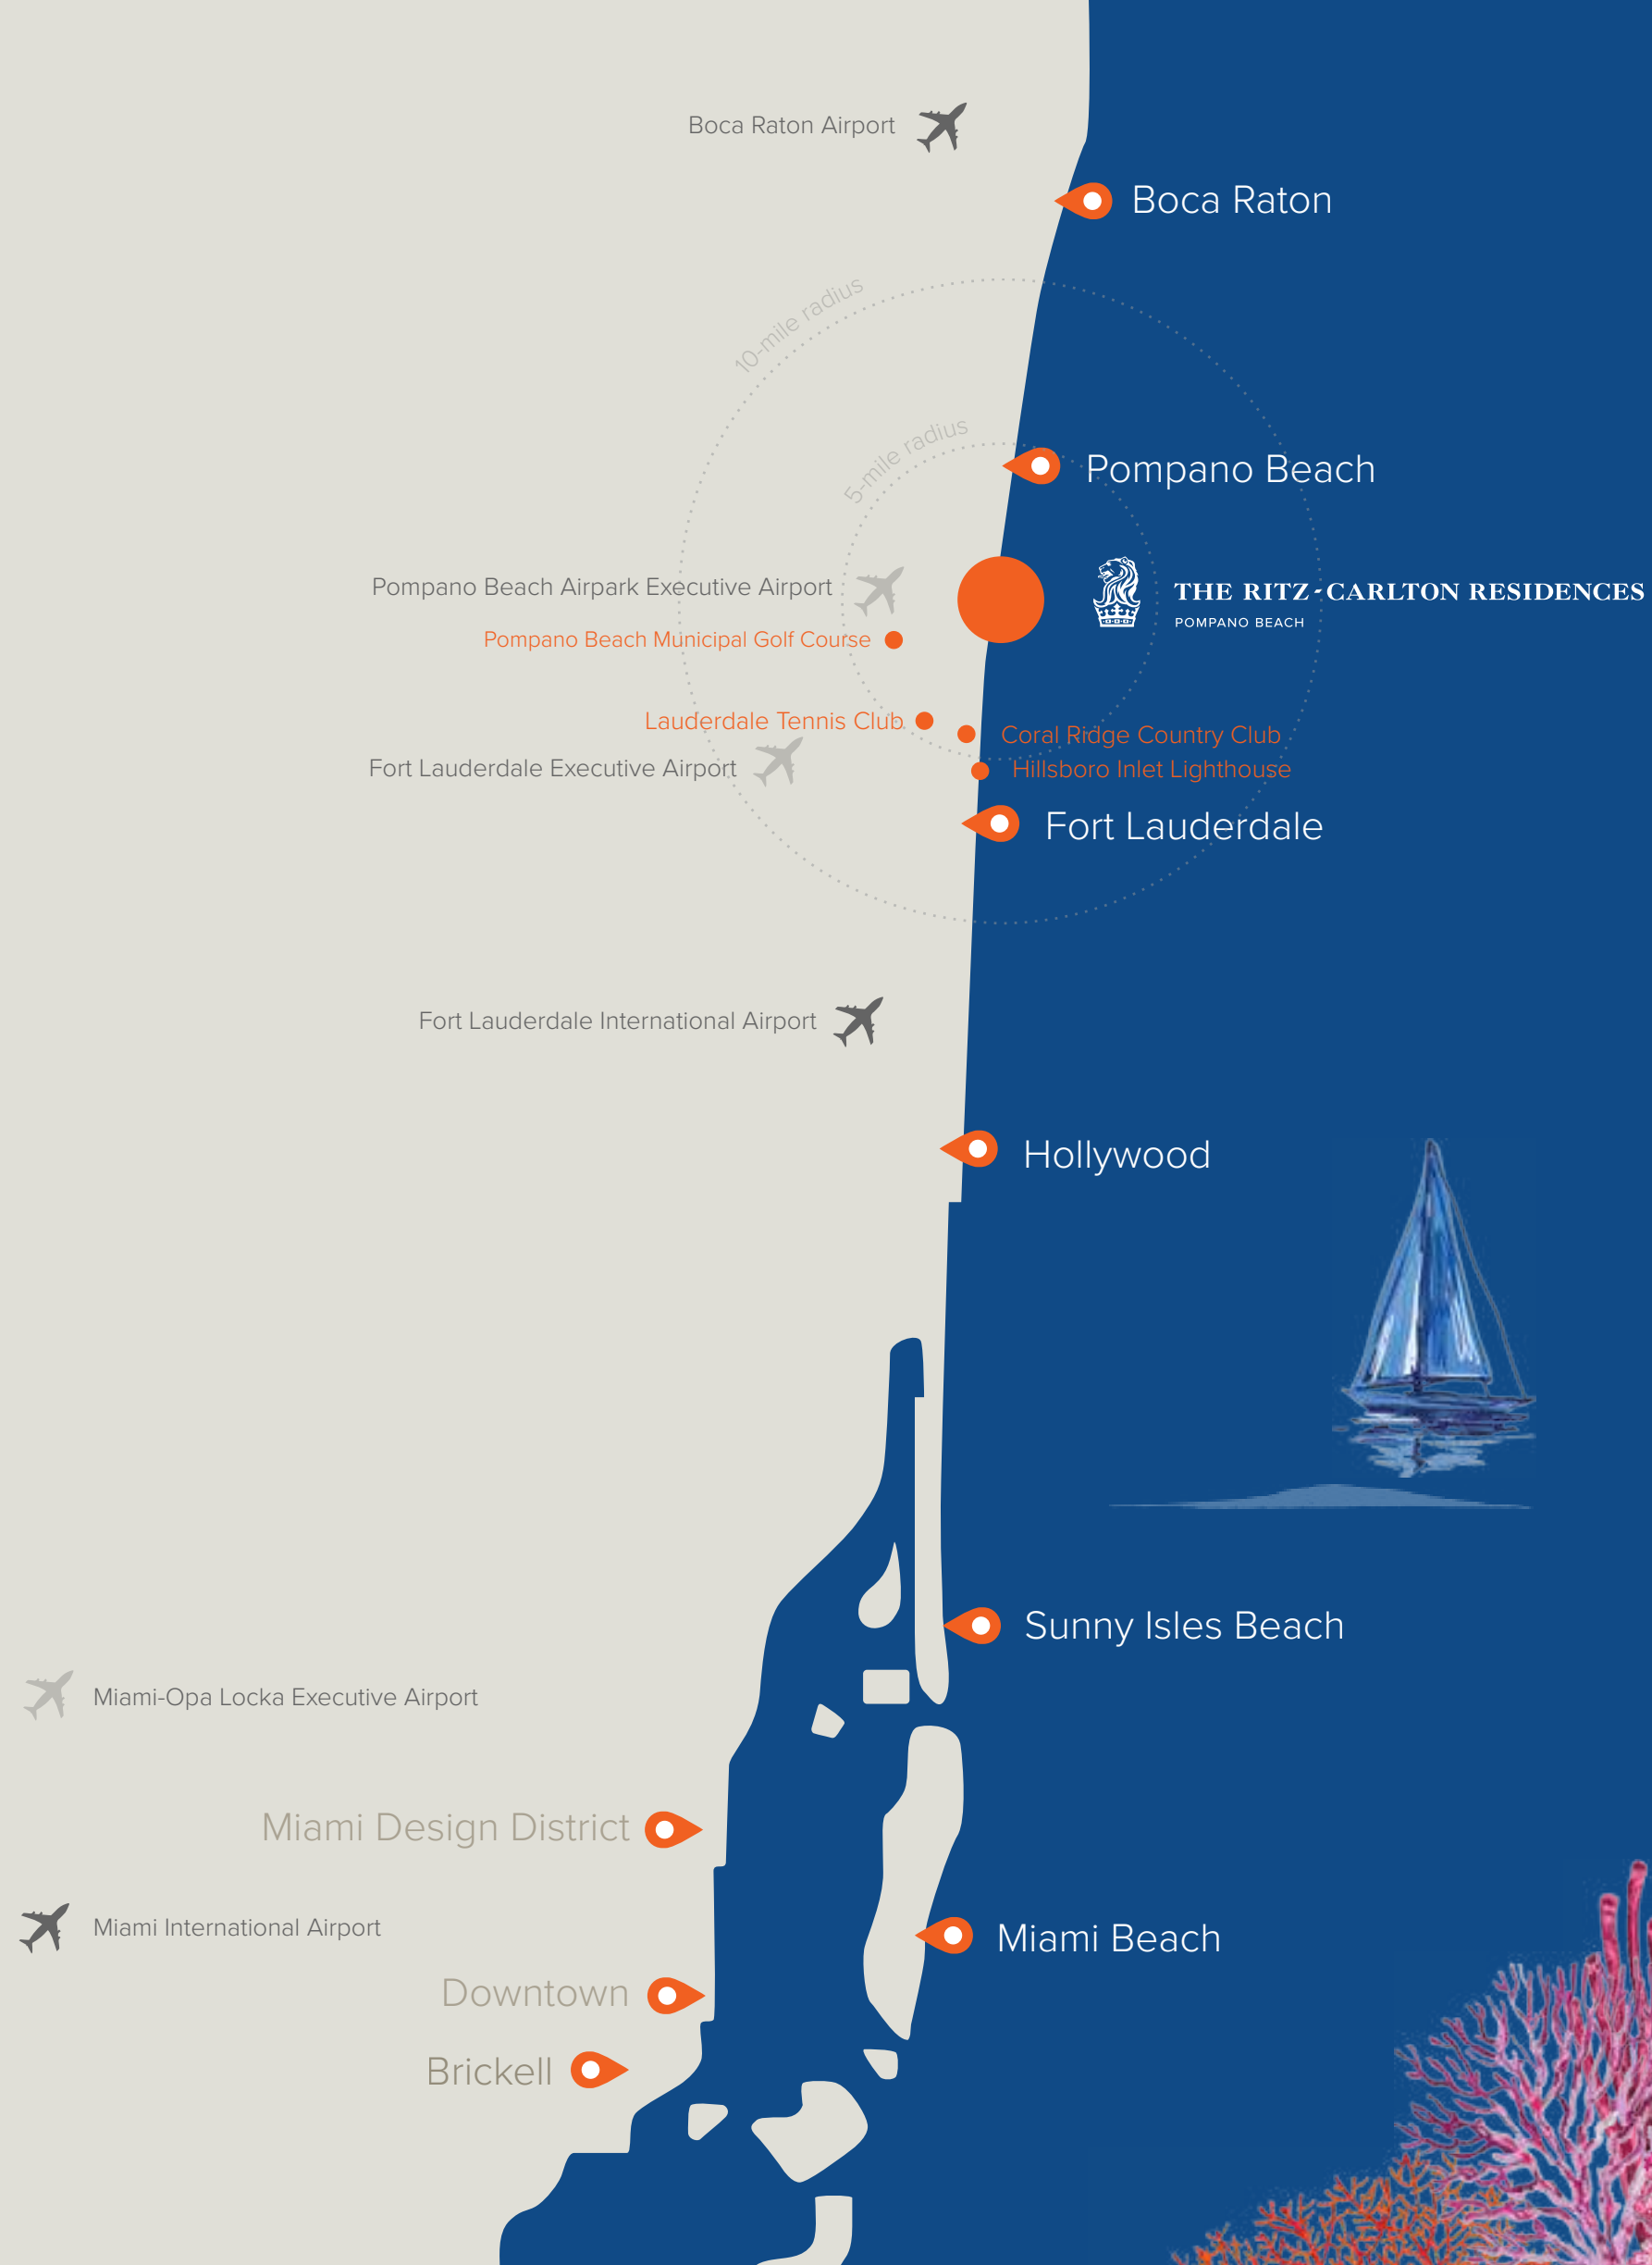 Boca Raton Airport
Boca Raton
10-mile radius
5-mile radius
Pompano Beach
Pompano Beach Airpark Executive Airport
THE RITZ-CARLTON RESIDENCES
POMPANO BEACH
Pompano Beach Municipal Golf Course
Lauderdale Tennis Club
Coral Ridge Country Club
Fort Lauderdale Executive Airport
Hillsboro Inlet Lighthouse
Fort Lauderdale
Fort Lauderdale International Airport
Hollywood
Sunny Isles Beach
Miami-Opa Locka Executive Airport
Miami Design District
Miami International Airport
Miami Beach
Downtown
Brickell